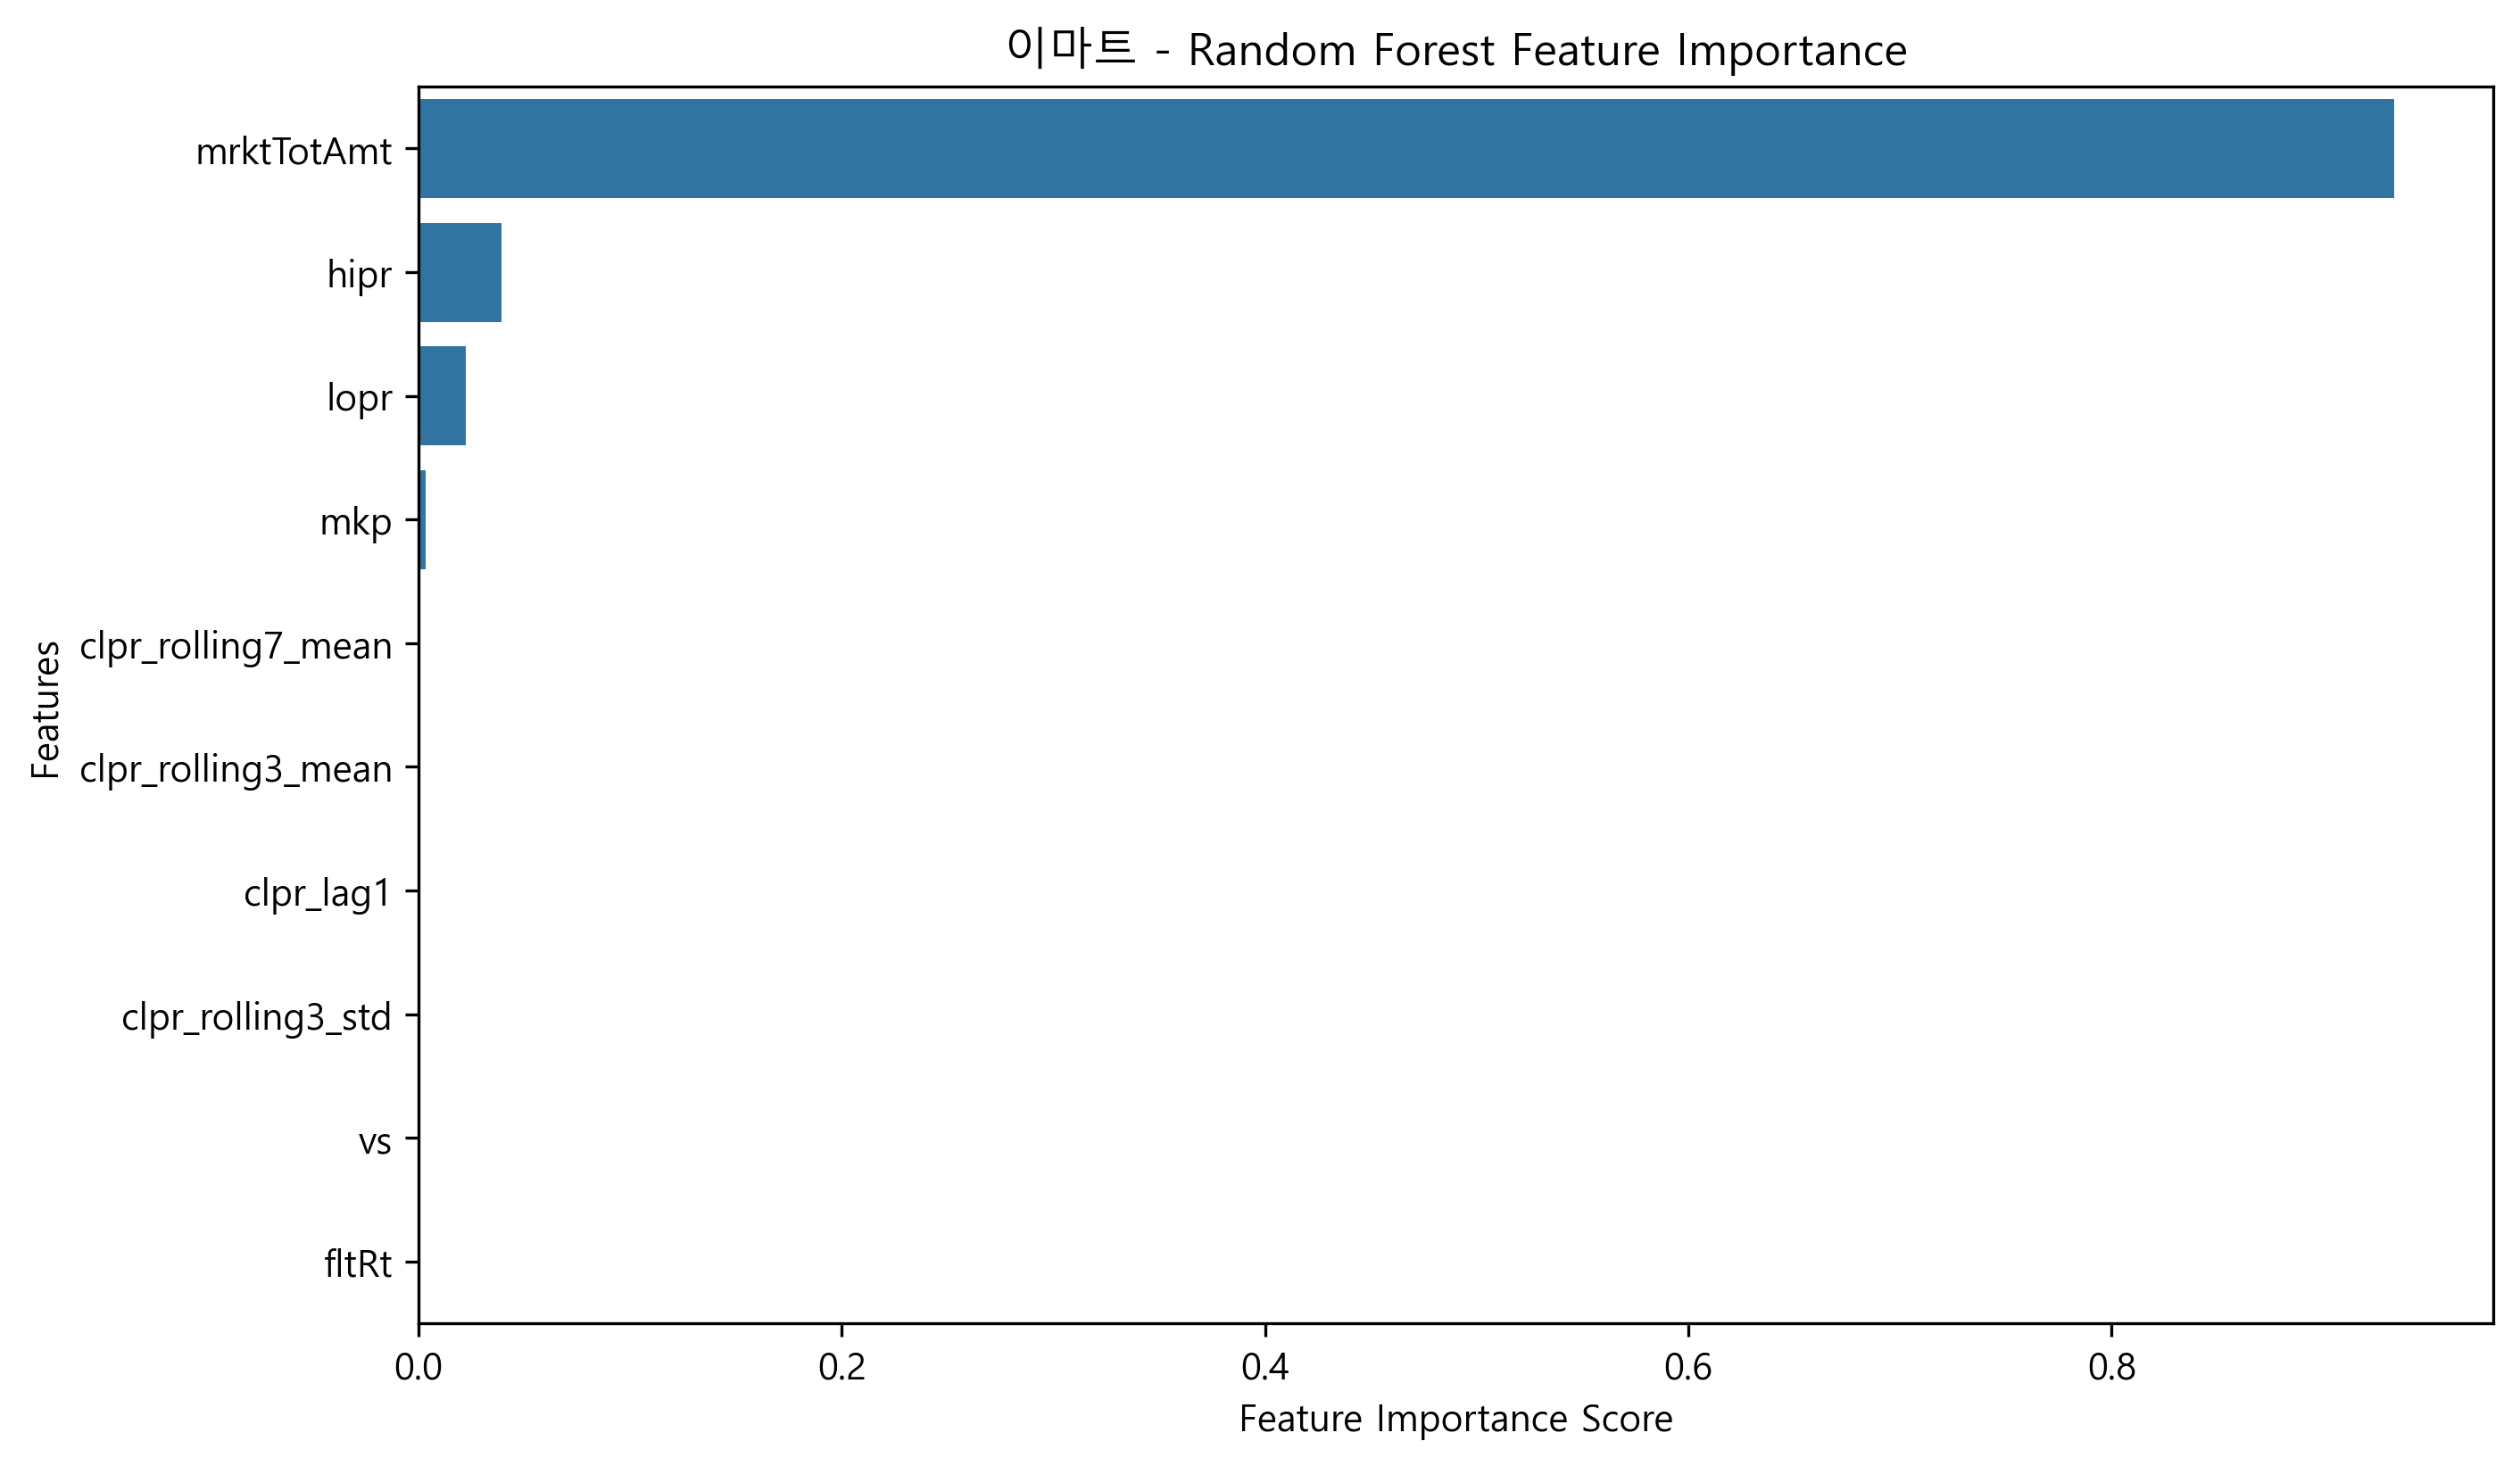 이마트 - Random Forest Feature Importance
mrktTotAmt
hipr
lopr
mkp
clpr_rolling7_mean
clpr_rolling3_mean
clpr_lag1
clpr_rolling3_std
vs
fltRt
Features
0.0 0.2 0.4 0.6 0.8
Feature Importance Score